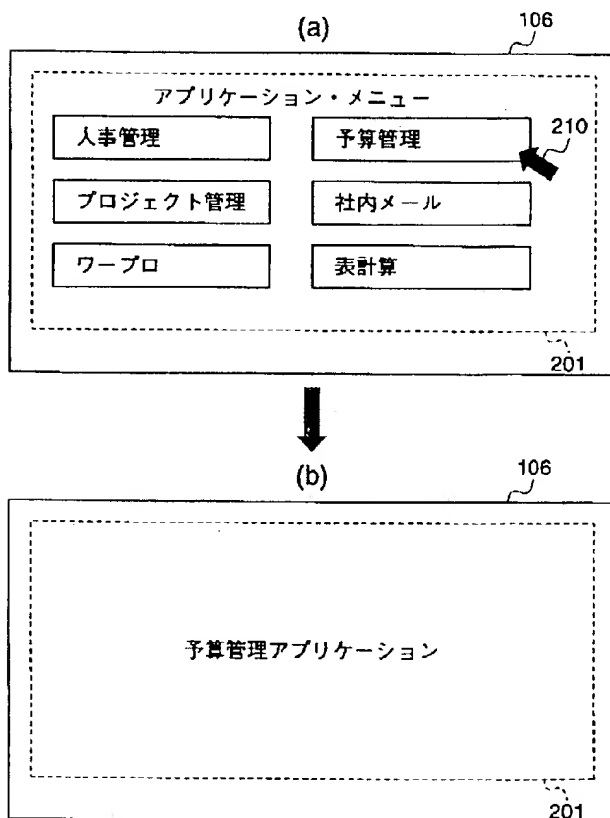 (a)
106
アプリケーション・メニュー
人事管理
予算管理
210
プロジェクト管理
社内メール
ワープロ
表計算
201
(b)
106
予算管理アプリケーション
201